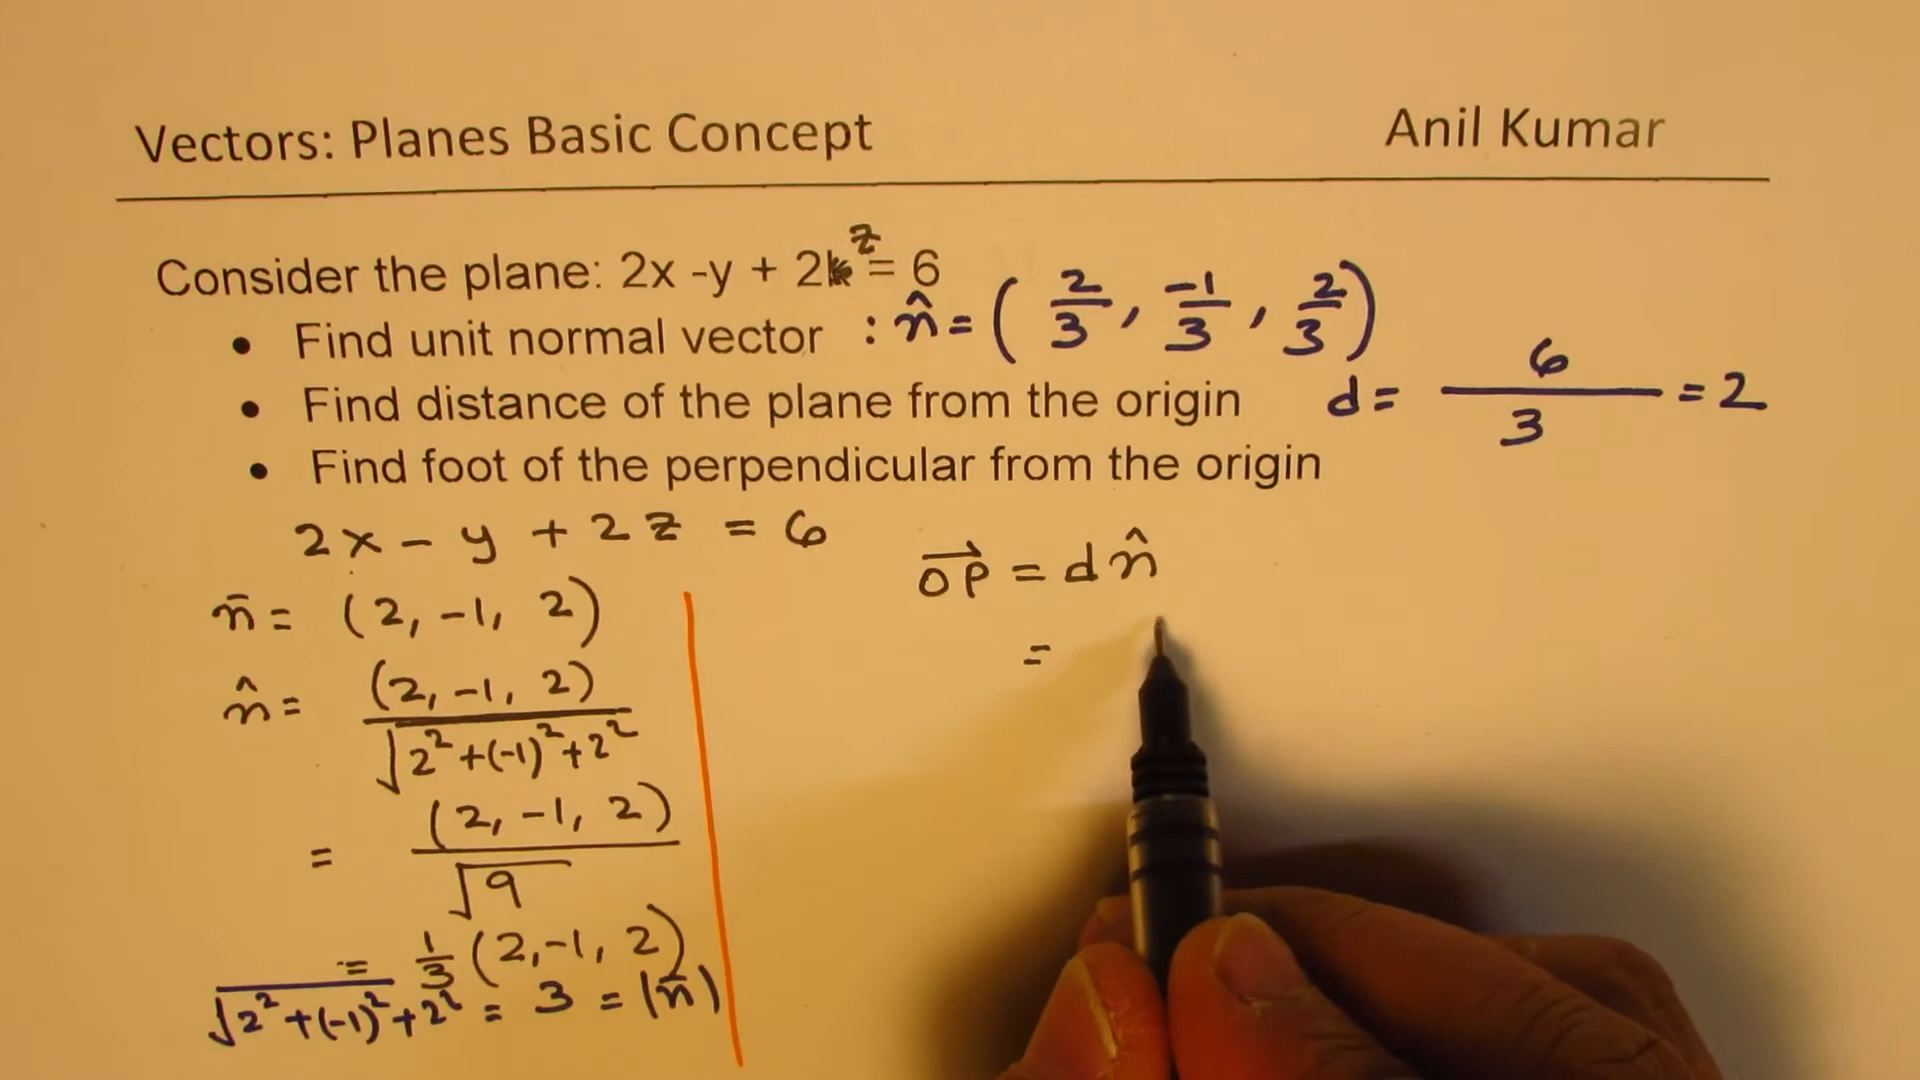 Vectors: Planes Basic Concept
Anil Kumar
Consider the plane: 2x -y + 2z = 6
• Find unit normal vector : n̂ = (2/3, -1/3, 2/3)
• Find distance of the plane from the origin d = 6/3 = 2
• Find foot of the perpendicular from the origin
2x - y + 2z = 6
n̄ = (2, -1, 2)
n̂ = (2, -1, 2)/√(2² + (-1)² + 2²)
= (2, -1, 2)/√9
= 1/3 (2, -1, 2)
√(2² + (-1)² + 2²) = 3 = |n̄|
OP⃗ = d n̂
=